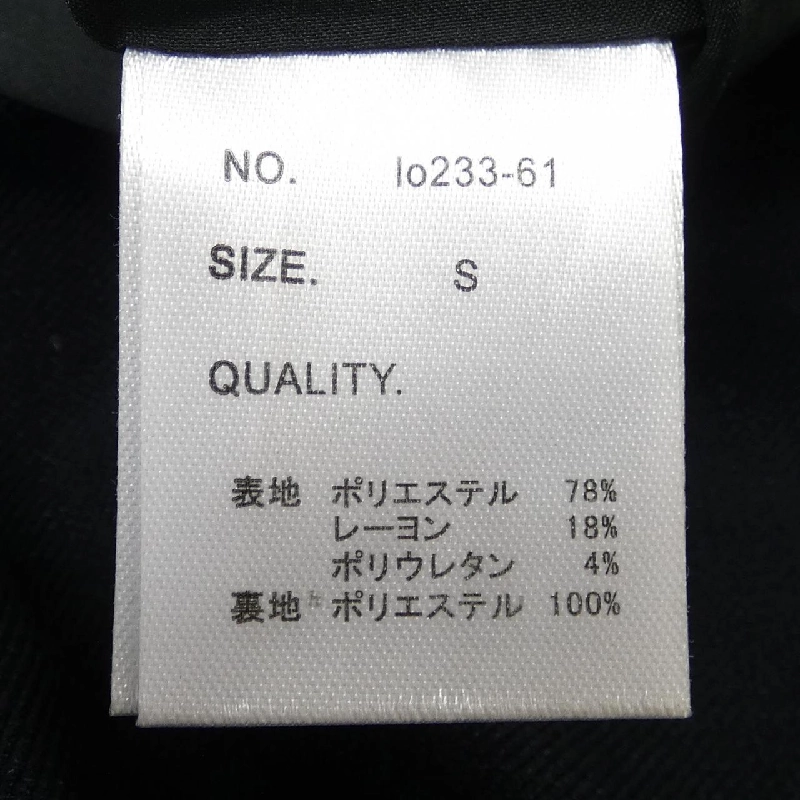 NO. lo233-61
SIZE. S
QUALITY.
表地 ポリエステル 78%
レーヨン 18%
ポリウレタン 4%
裏地 ポリエステル 100%